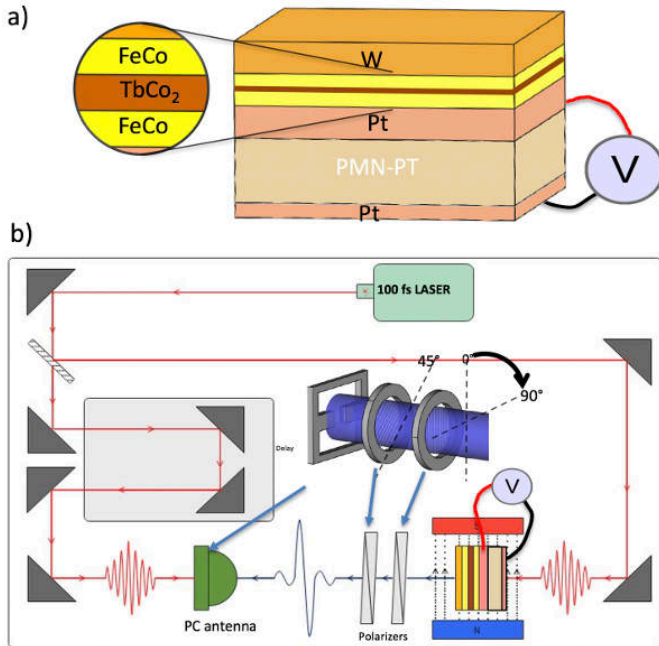 a)
FeCo
TbCo₂
FeCo
W
Pt
PMN-PT
Pt
V
b)
100 fs LASER
45°
0°
90°
Delay
V
N
PC antenna
Polarizers